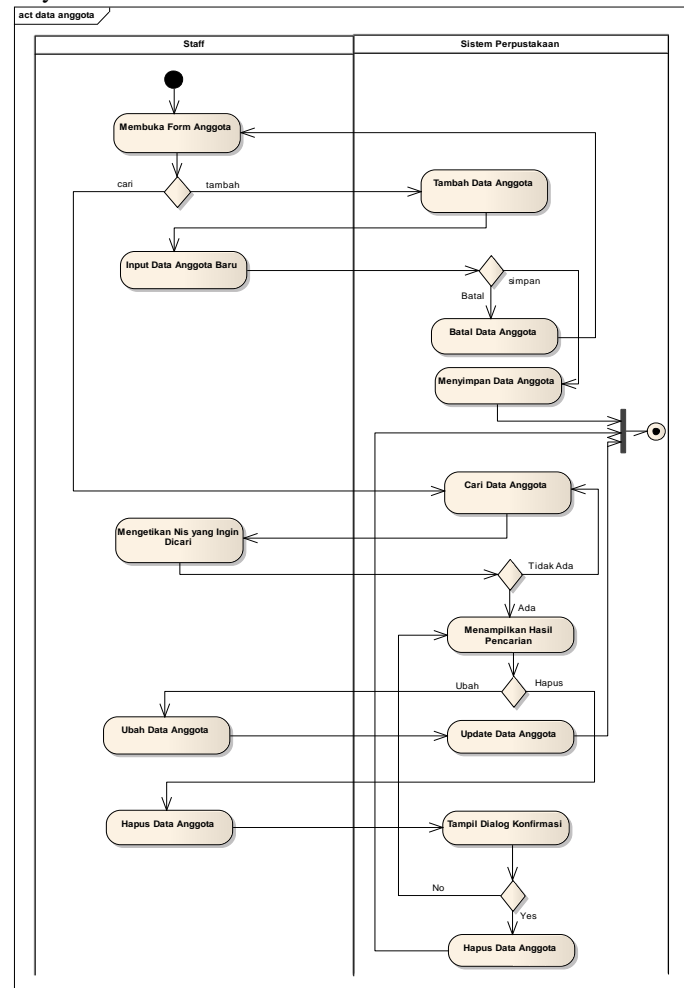 act data anggota
Staff
Sistem Perpustakaan
Membuka Form Anggota
cari
tambah
Tambah Data Anggota
Input Data Anggota Baru
simpan
Batal
Batal Data Anggota
Menyimpan Data Anggota
Cari Data Anggota
Mengetikan Nis yang Ingin
Dicari
Tidak Ada
Ada
Menampilkan Hasil
Pencarian
Ubah
Hapus
Ubah Data Anggota
Update Data Anggota
Hapus Data Anggota
Tampil Dialog Konfirmasi
No
Yes
Hapus Data Anggota